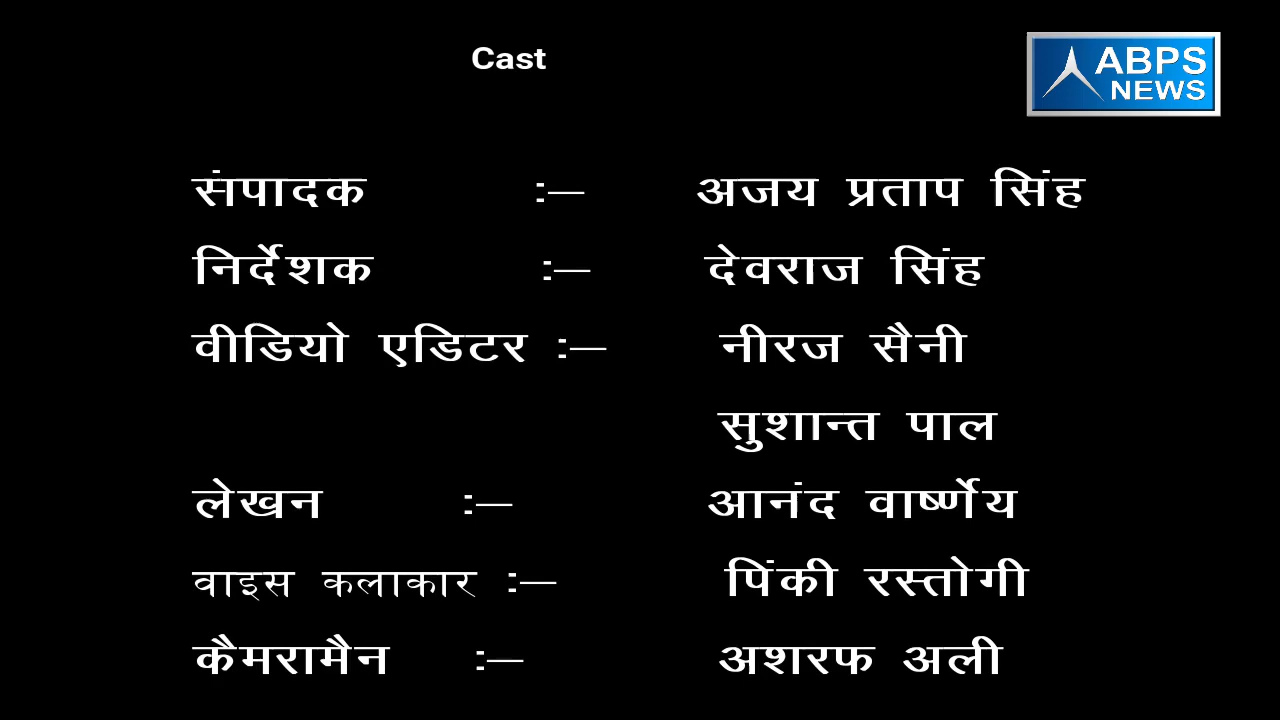 Cast
ABPS
NEWS
संपादक :— अजय प्रताप सिंह
निर्देशक :— देवराज सिंह
वीडियो एडिटर :— नीरज सैनी
सुशान्त पाल
लेखन :— आनंद वार्ष्णेय
वाइस कलाकार :— पिंकी रस्तोगी
कैमरामैन :— अशरफ अली